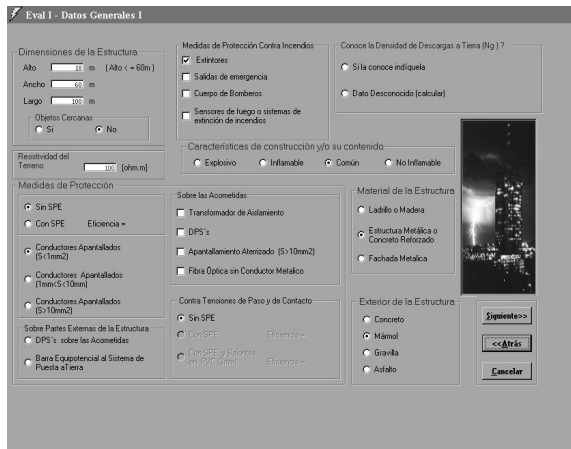 Eval I - Datos Generales I
Dimensiones de la Estructura
Alto 10 m (Alto < = 60m )
Ancho 60 m
Largo 100 m
Objetos Cercanas
Si No
Resistividad del
Terreno 100 [ohm.m]
Medidas de Protección Contra Incendios
Extintores
Salidas de emergencia
Cuerpo de Bomberos
Sensores de fuego o sistemas de
extinción de incendios
Conoce la Densidad de Descargas a Tierra (Ng ) ?
Si la conoce indíquela
Dato Desconocido (calcular)
Características de construcción y/o su contenido
Explosivo Inflamable Común No Inflamable
Medidas de Protección
Sin SPE
Con SPE Eficiencia =
Conductores Apantallados
(S<1mm2)
Conductores Apantallados
(1mm<S<10mm)
Conductores Apantallados
(S>10mm2)
Sobre Partes Externas de la Estructura
DPS´s sobre las Acometidas
Barra Equipotencial al Sistema de
Puesta aTierra
Sobre las Acometidas
Transformador de Aislamiento
DPS´s
Apantallamiento Aterrizado (S>10mm2)
Fibra Óptica sin Conductor Metalico
Contra Tensiones de Paso y de Contacto
Sin SPE
Con SPE Eficiencia =
Con SPE y Bajantes
en PVC (3mm) Eficiencia =
Material de la Estructura
Ladrillo o Madera
Estructura Metálica o
Concreto Reforzado
Fachada Metalica
Exterior de la Estructura
Concreto
Mármol
Gravilla
Asfalto
Siguiente>>
<<Atrás
Cancelar